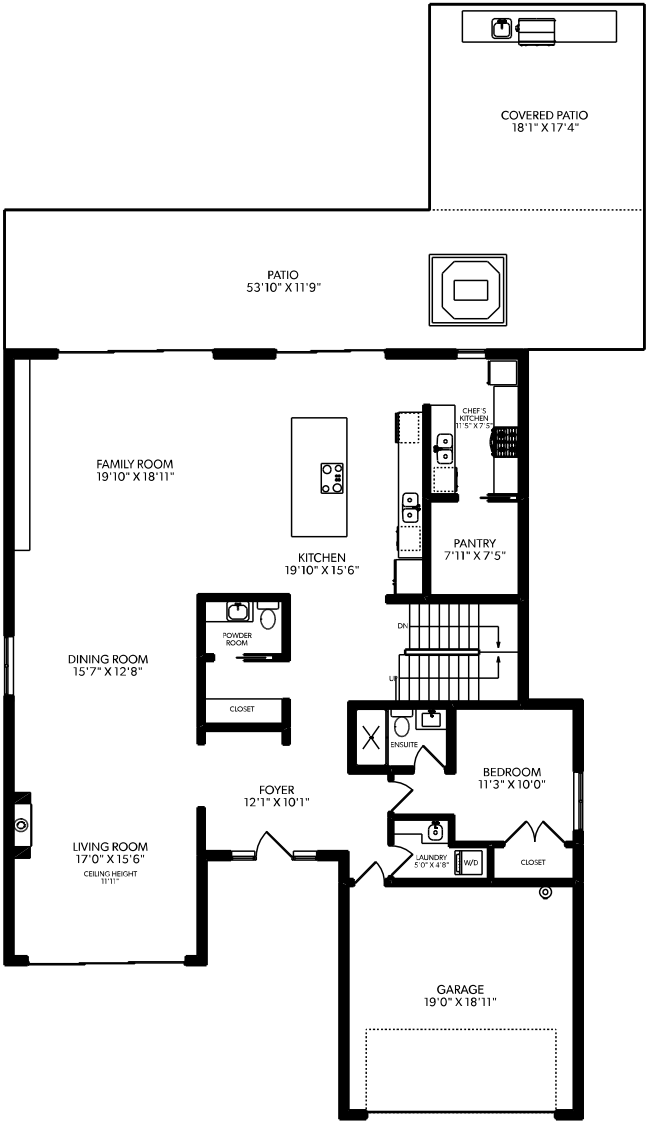 COVERED PATIO
18'1" X 17'4"
PATIO
53'10" X 11'9"
CHEF'S
KITCHEN
11'5" X 7'5"
FAMILY ROOM
19'10" X 18'11"
PANTRY
7'11" X 7'5"
KITCHEN
19'10" X 15'6"
DN
POWDER
ROOM
DINING ROOM
15'7" X 12'8"
UP
CLOSET
ENSUITE
BEDROOM
11'3" X 10'0"
FOYER
12'1" X 10'1"
LIVING ROOM
17'0" X 15'6"
CEILING HEIGHT
11'11"
LAUNDRY
5'0" X 4'8"
W/D
CLOSET
GARAGE
19'0" X 18'11"